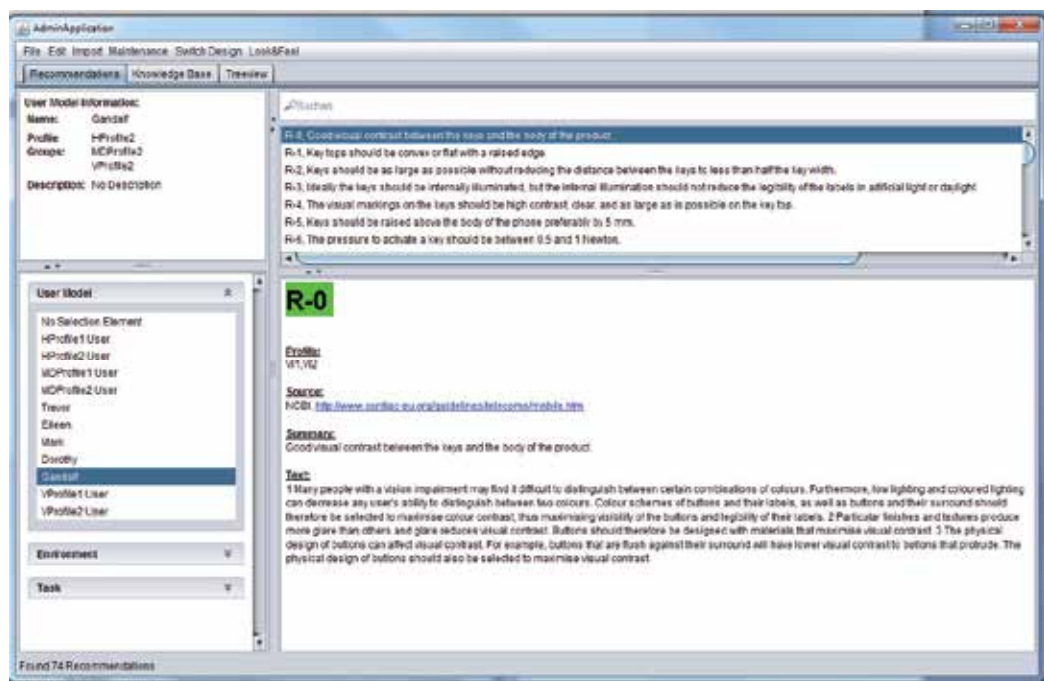 AdminApplication
File Edit Import Maintenance Switch Design Look&Feel
Recommendations Knowledge Base Treeview
User Model Information:
Name: Gandalf
Profile HProfile2
Groups: MDProfile2
VProfile2
Description: No Description
Suchen
R-0, Good visual contrast between the keys and the body of the product.
R-1, Key tops should be convex or flat with a raised edge.
R-2, Keys should be as large as possible without reducing the distance between the keys to less than half the key width.
R-3, Ideally the keys should be internally illuminated, but the internal illumination should not reduce the legibility of the labels in artificial light or daylight.
R-4, The visual markings on the keys should be high contrast, clear, and as large as is possible on the key top.
R-5, Keys should be raised above the body of the phone preferably by 5 mm.
R-6, The pressure to activate a key should be between 0.5 and 1 Newton.
User Model
No Selection Element
HProfile1 User
HProfile2 User
MDProfile1 User
MDProfile2 User
Trevor
Eileen
Mark
Dorothy
Gandalf
VProfile1 User
VProfile2 User
Environment
Task
R-0
Profile:
VI1,VI2
Source:
NCBI, http://www.cardiac-eu.org/guidelines/telecoms/mobile.htm
Summary:
Good visual contrast between the keys and the body of the product.
Text:
1 Many people with a vision impairment may find it difficult to distinguish between certain combinations of colours. Furthermore, low lighting and coloured lighting
can decrease any user's ability to distinguish between two colours. Colour schemes of buttons and their labels, as well as buttons and their surround should
therefore be selected to maximise colour contrast, thus maximising visibility of the buttons and legibility of their labels. 2 Particular finishes and textures produce
more glare than others and glare reduces visual contrast. Buttons should therefore be designed with materials that maximise visual contrast. 3 The physical
design of buttons can affect visual contrast. For example, buttons that are flush against their surround will have lower visual contrast to buttons that protrude. The
physical design of buttons should also be selected to maximise visual contrast.
Found 74 Recommendations